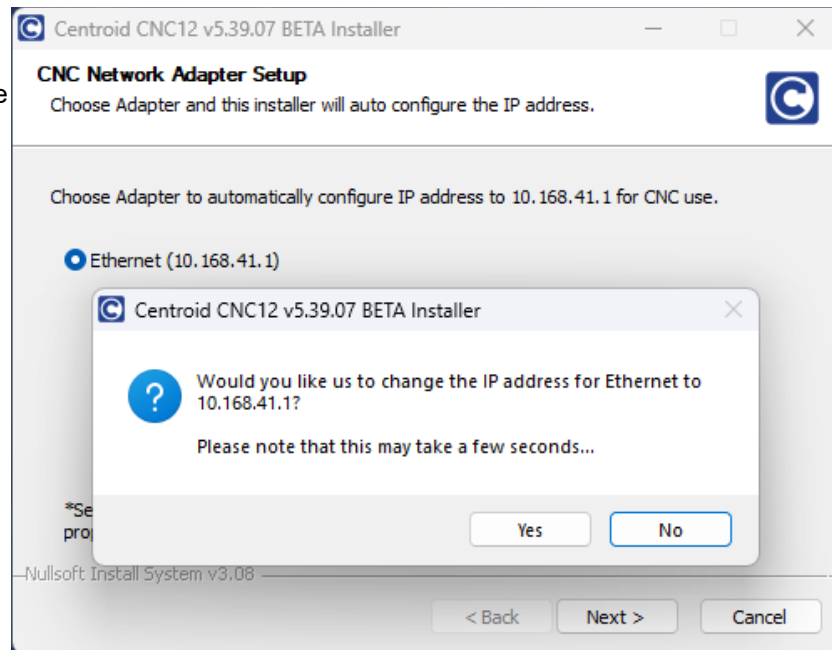 Centroid CNC12 v5.39.07 BETA Installer
CNC Network Adapter Setup
e
Choose Adapter and this installer will auto configure the IP address.
Choose Adapter to automatically configure IP address to 10.168.41.1 for CNC use.
Ethernet (10.168.41.1)
Centroid CNC12 v5.39.07 BETA Installer
Would you like us to change the IP address for Ethernet to
10.168.41.1?
Please note that this may take a few seconds...
*Se
pro
Yes No
Nullsoft Install System v3.08
< Back Next > Cancel